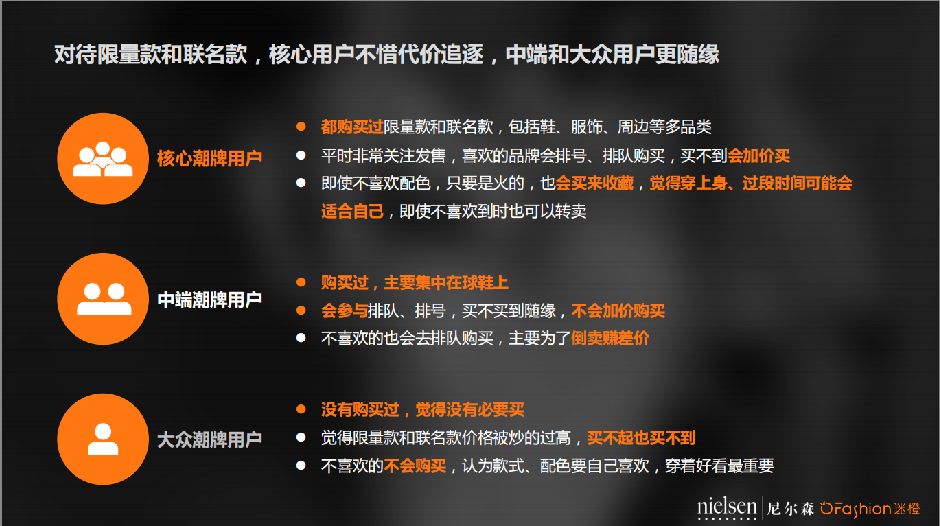 对待限量款和联名款，核心用户不惜代价追逐，中端和大众用户更随缘
核心潮牌用户
都购买过限量款和联名款，包括鞋、服饰、周边等多品类
平时非常关注发售，喜欢的品牌会排号、排队购买，买不到会加价买
即使不喜欢配色，只要是火的，也会买来收藏，觉得穿上身、过段时间可能会
适合自己，即使不喜欢到时也可以转卖
中端潮牌用户
购买过，主要集中在球鞋上
会参与排队、排号，买不买到随缘，不会加价购买
不喜欢的也会去排队购买，主要为了倒卖赚差价
大众潮牌用户
没有购买过，觉得没有必要买
觉得限量款和联名款价格被炒的过高，买不起也买不到
不喜欢的不会购买，认为款式、配色要自己喜欢，穿着好看最重要
nielsen 尼尔森 OFashion迷橙